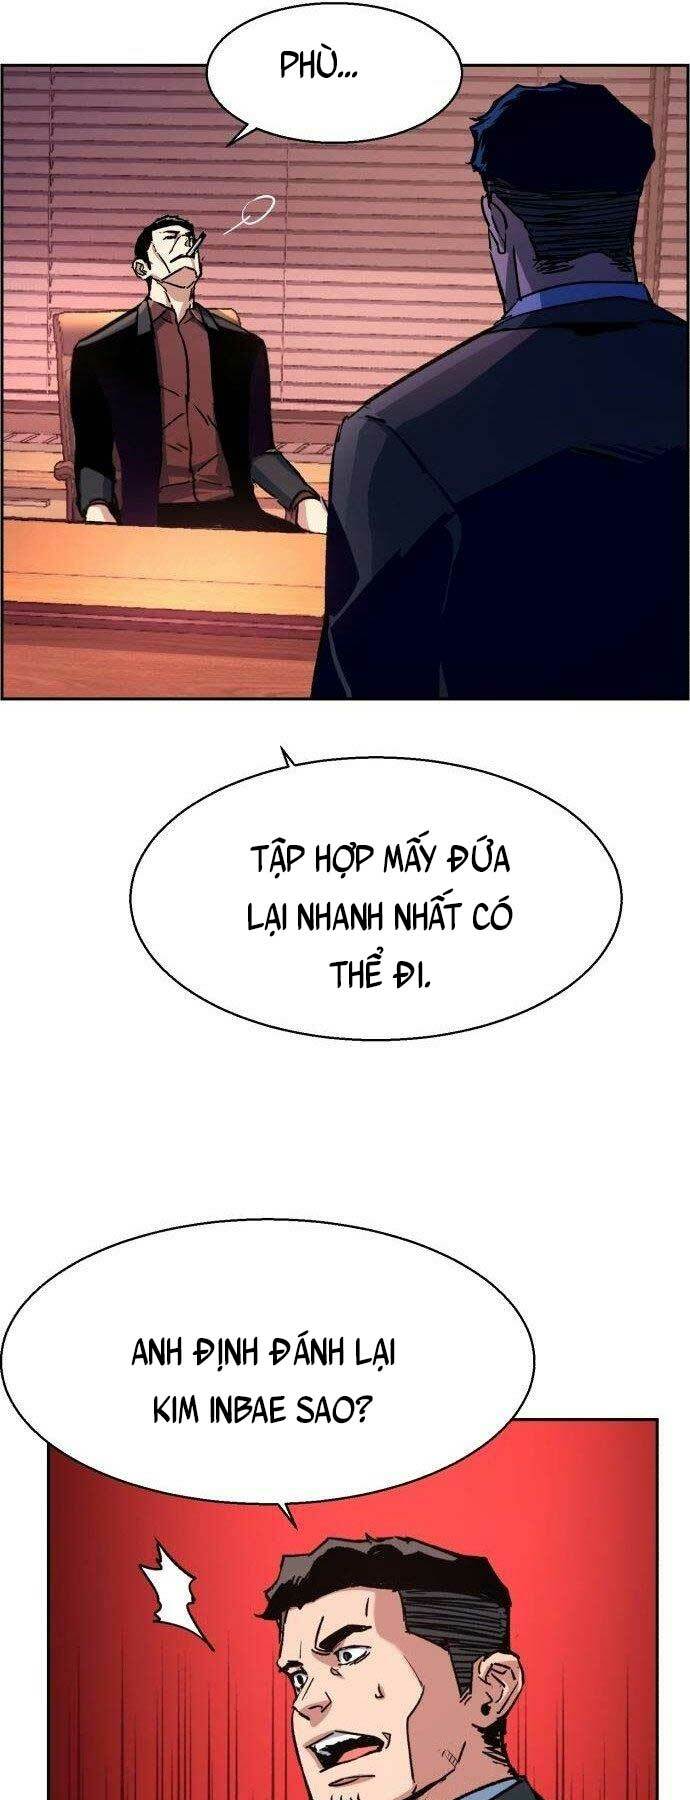 PHÙ...
TẬP HỢP MẤY ĐỨA
LẠI NHANH NHẤT CÓ
THỂ ĐI.
ANH ĐỊNH ĐÁNH LẠI
KIM INBAE SAO?